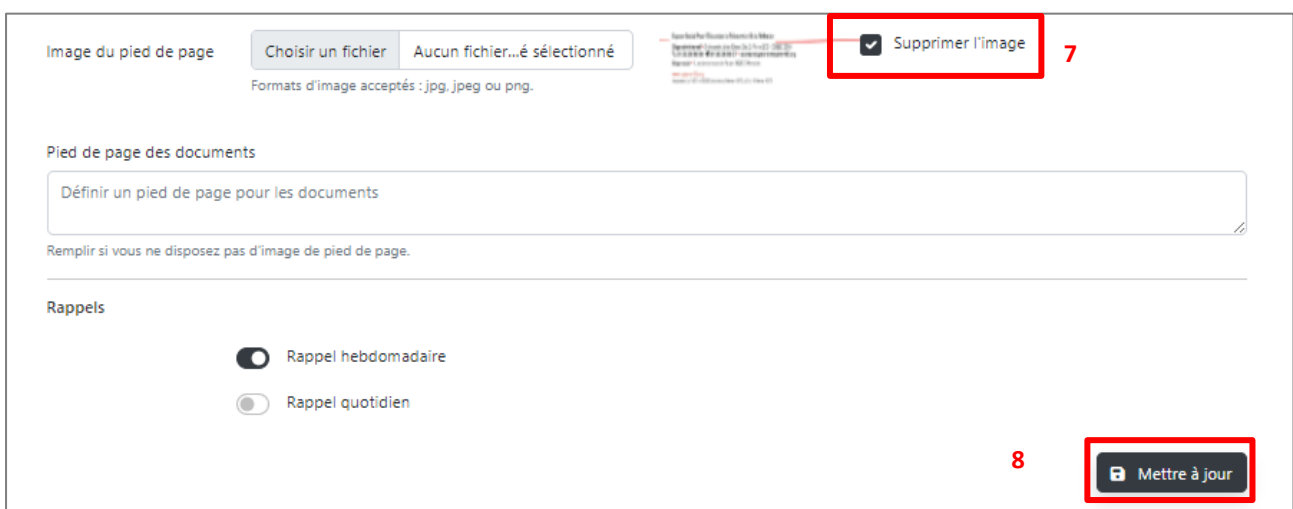 Image du pied de page
Choisir un fichier Aucun fichier...é sélectionné
Supprimer l'image
7
Formats d'image acceptés : jpg, jpeg ou png.
Pied de page des documents
Définir un pied de page pour les documents
Remplir si vous ne disposez pas d'image de pied de page.
Rappels
Rappel hebdomadaire
Rappel quotidien
8
Mettre à jour